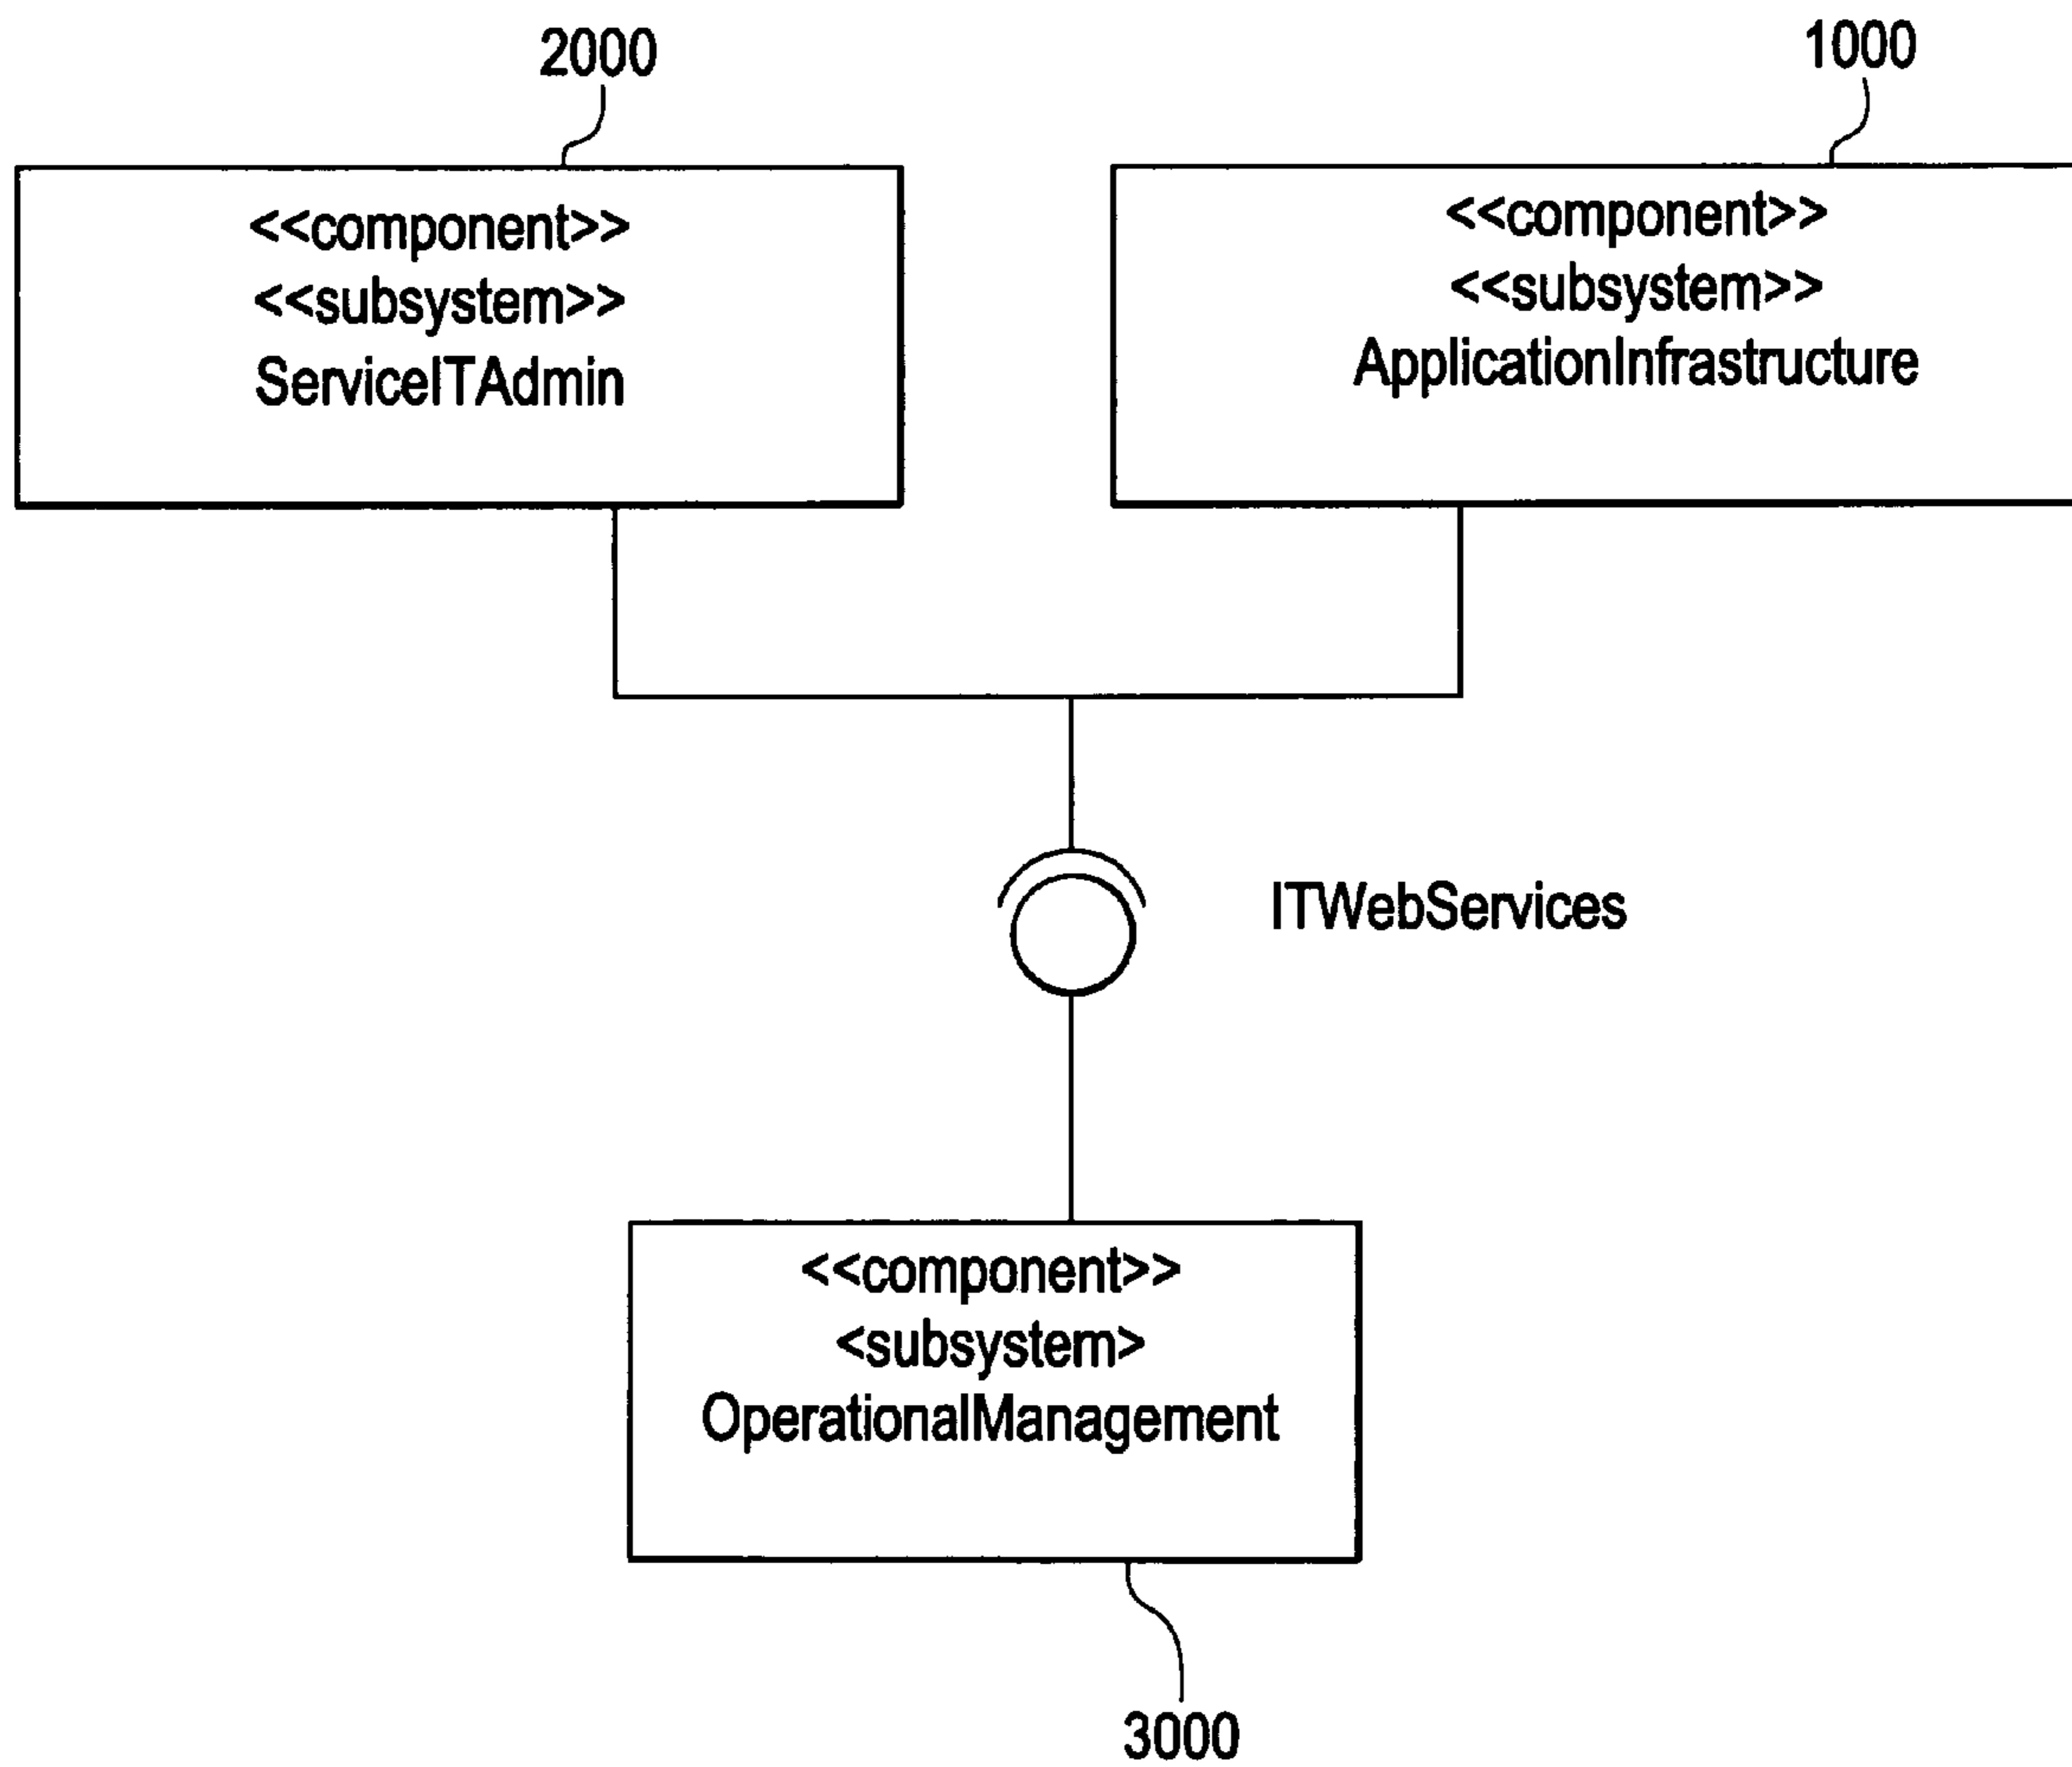 2000
1000
<<component>>
<<subsystem>>
ServiceITAdmin
<<component>>
<<subsystem>>
ApplicationInfrastructure
ITWebServices
<<component>>
<subsystem>
OperationalManagement
3000